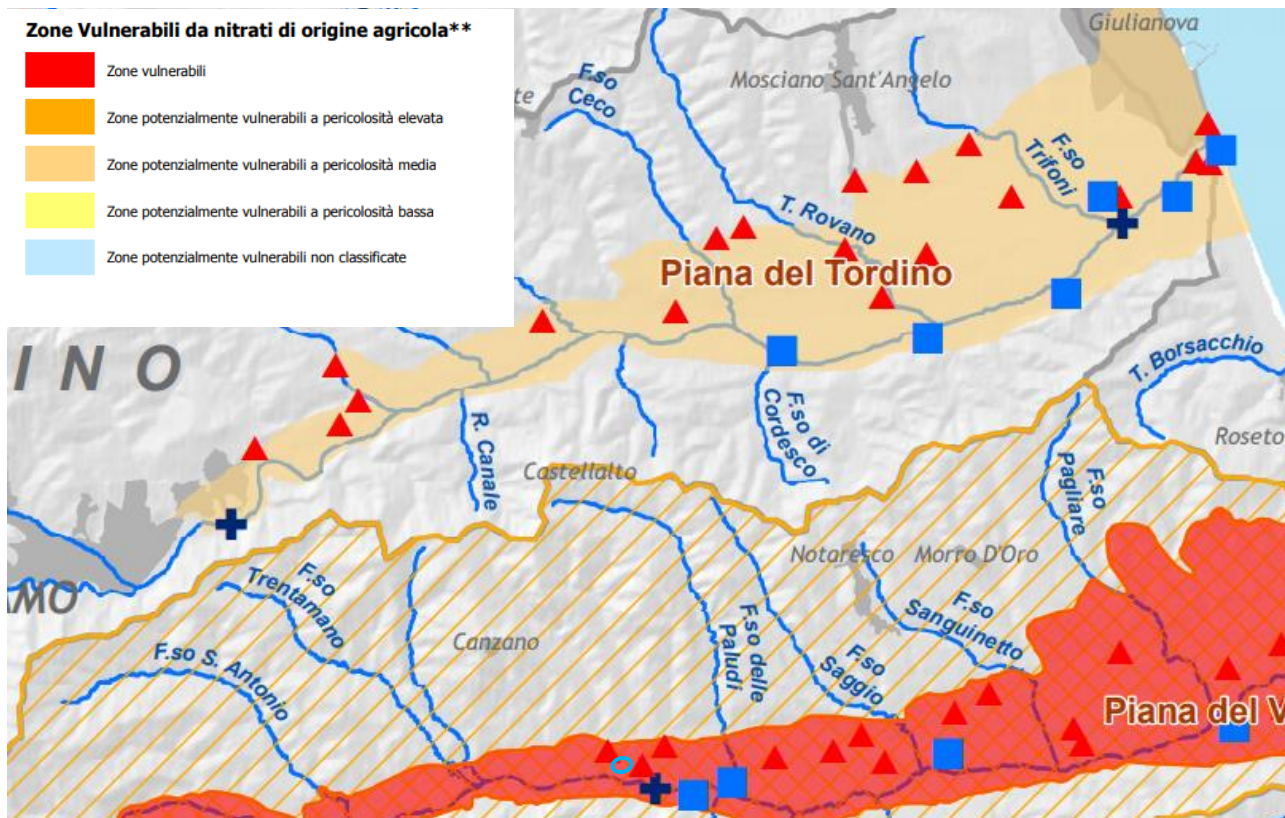 Zone Vulnerabili da nitrati di origine agricola**
Zone vulnerabili
Zone potenzialmente vulnerabili a pericolosità elevata
Zone potenzialmente vulnerabili a pericolosità media
Zone potenzialmente vulnerabili a pericolosità bassa
Zone potenzialmente vulnerabili non classificate
Giulianova
Mosciano Sant'Angelo
F.so
Ceco
te
F.so
Trifoni
T. Rovano
Piana del Tordino
INO
T. Borsacchio
Roseto
F.so di
Cordesco
R. Canale
Castellalto
F.so
Pagliare
Notaresco
Morro D'Oro
AMO
F.so
Trentamano
F.so
Sanguinetto
Canzano
F.so S. Antonio
F.so delle
Paludi
F.so
Saggio
Piana del V